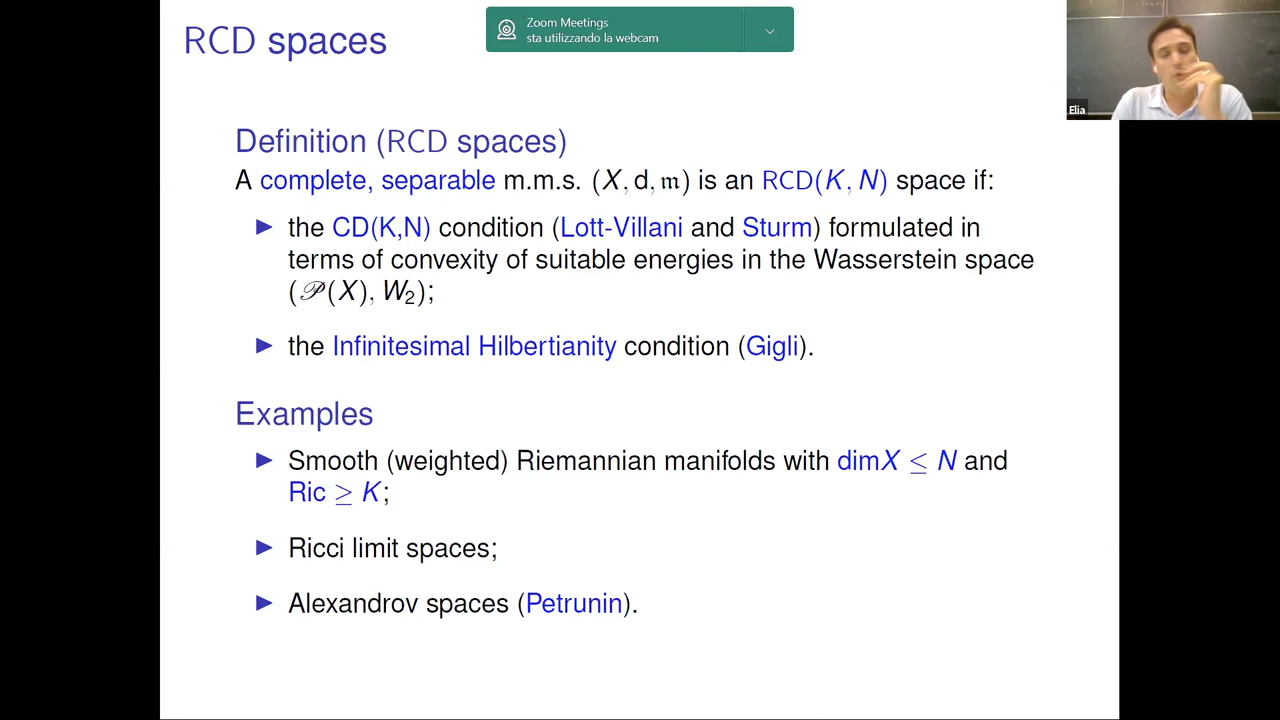 RCD spaces
Zoom Meetings
sta utilizzando la webcam
Elia
Definition (RCD spaces)
A complete, separable m.m.s. (X, d, 𝔪) is an RCD(K, N) space if:
▶ the CD(K,N) condition (Lott-Villani and Sturm) formulated in
terms of convexity of suitable energies in the Wasserstein space
(𝒫(X), W₂);
▶ the Infinitesimal Hilbertianity condition (Gigli).
Examples
▶ Smooth (weighted) Riemannian manifolds with dimX ≤ N and
Ric ≥ K;
▶ Ricci limit spaces;
▶ Alexandrov spaces (Petrunin).